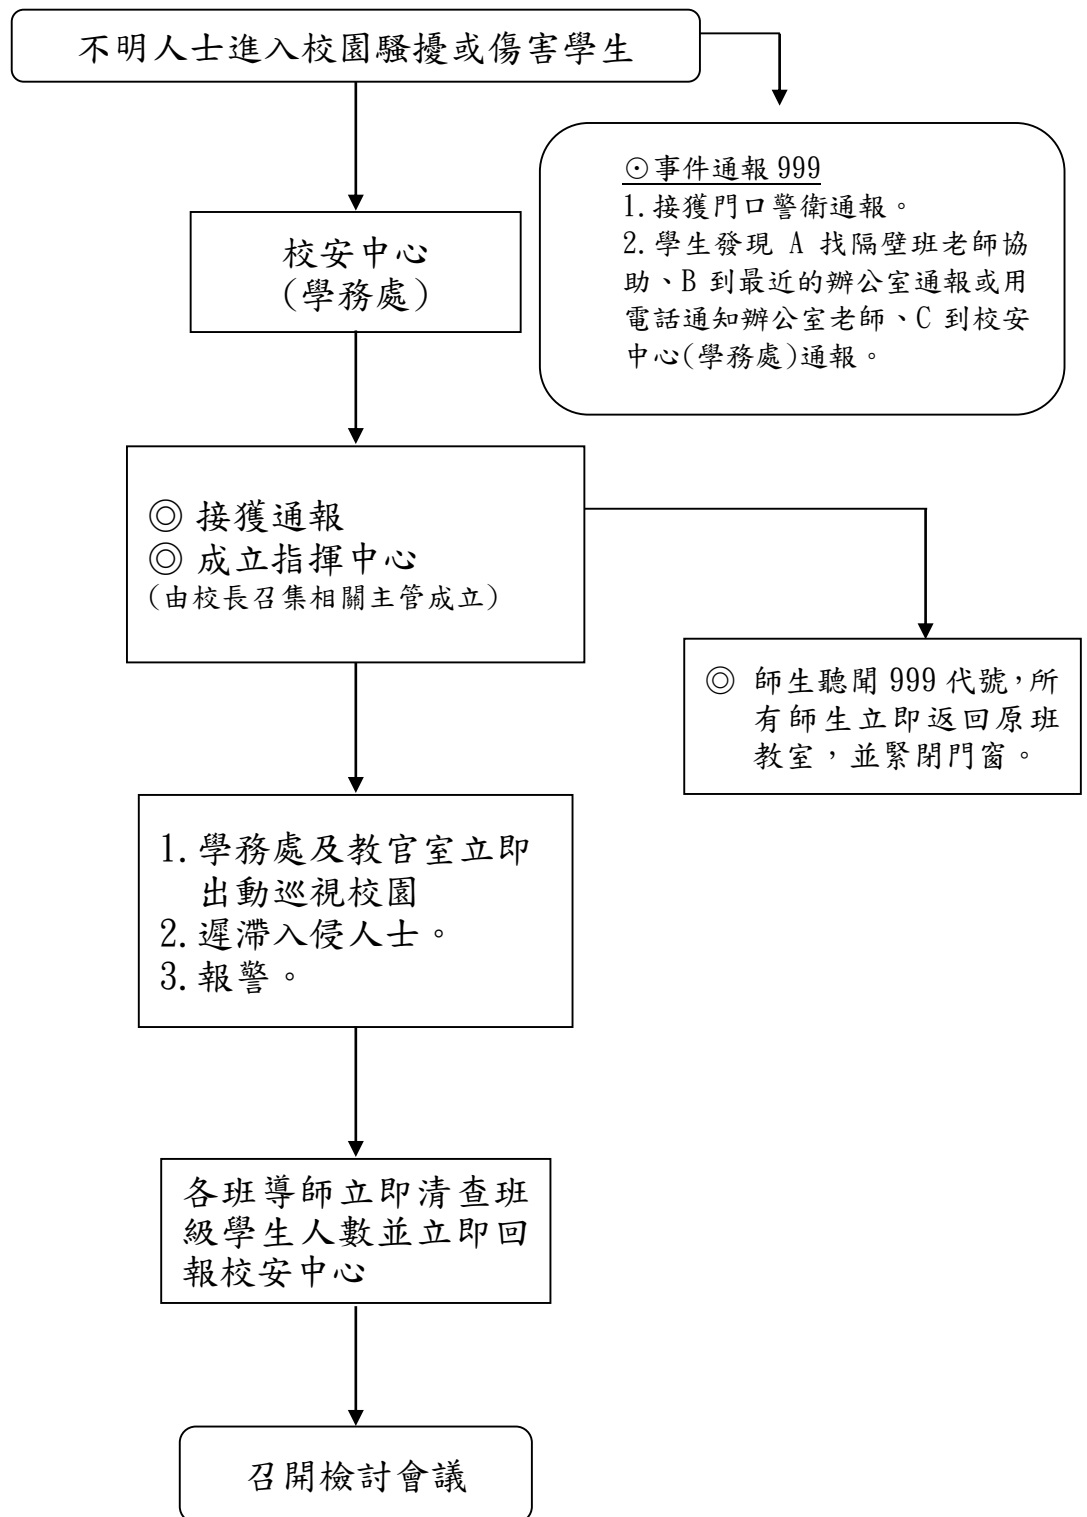 不明人士進入校園騷擾或傷害學生
⊙事件通報 999
1.接獲門口警衛通報。
2.學生發現 A 找隔壁班老師協
助、B 到最近的辦公室通報或用
電話通知辦公室老師、C 到校安
中心(學務處)通報。
校安中心
(學務處)
◎ 接獲通報
◎ 成立指揮中心
(由校長召集相關主管成立)
◎ 師生聽聞 999 代號，所
有師生立即返回原班
教室，並緊閉門窗。
1.學務處及教官室立即
出動巡視校園
2.遲滯入侵人士。
3.報警。
各班導師立即清查班
級學生人數並立即回
報校安中心
召開檢討會議